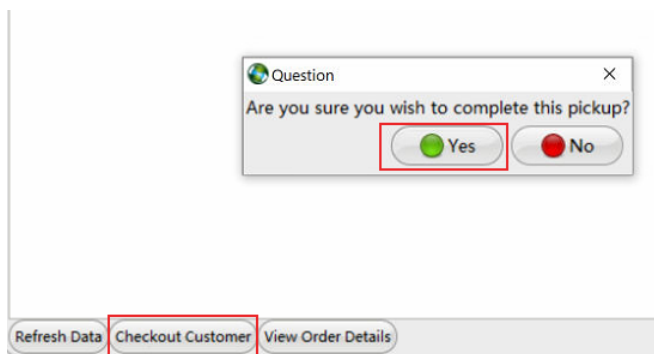 Question
Are you sure you wish to complete this pickup?
Yes No
Refresh Data Checkout Customer View Order Details